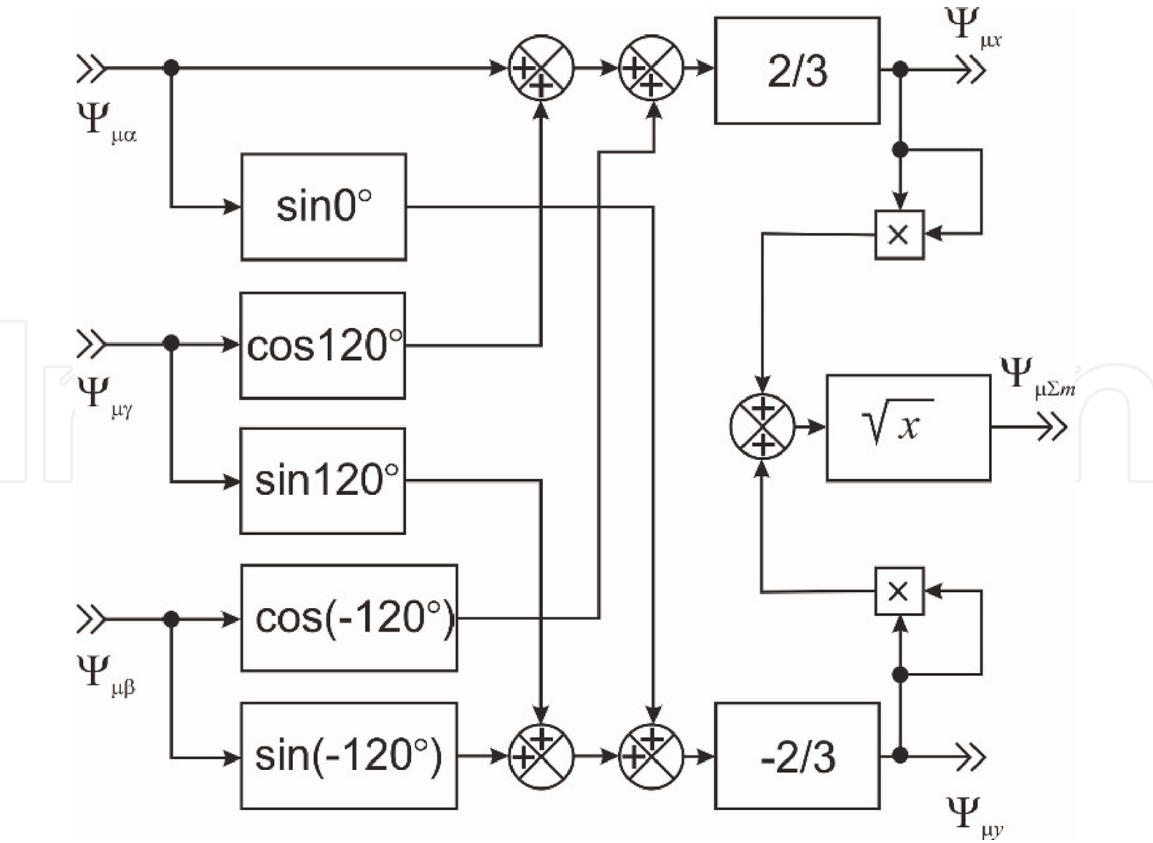 Ψμx
2/3
Ψμα
sin0°
×
cos120°
Ψμγ
ΨμΣm
√x
sin120°
cos(-120°)
×
Ψμβ
sin(-120°)
-2/3
Ψμy